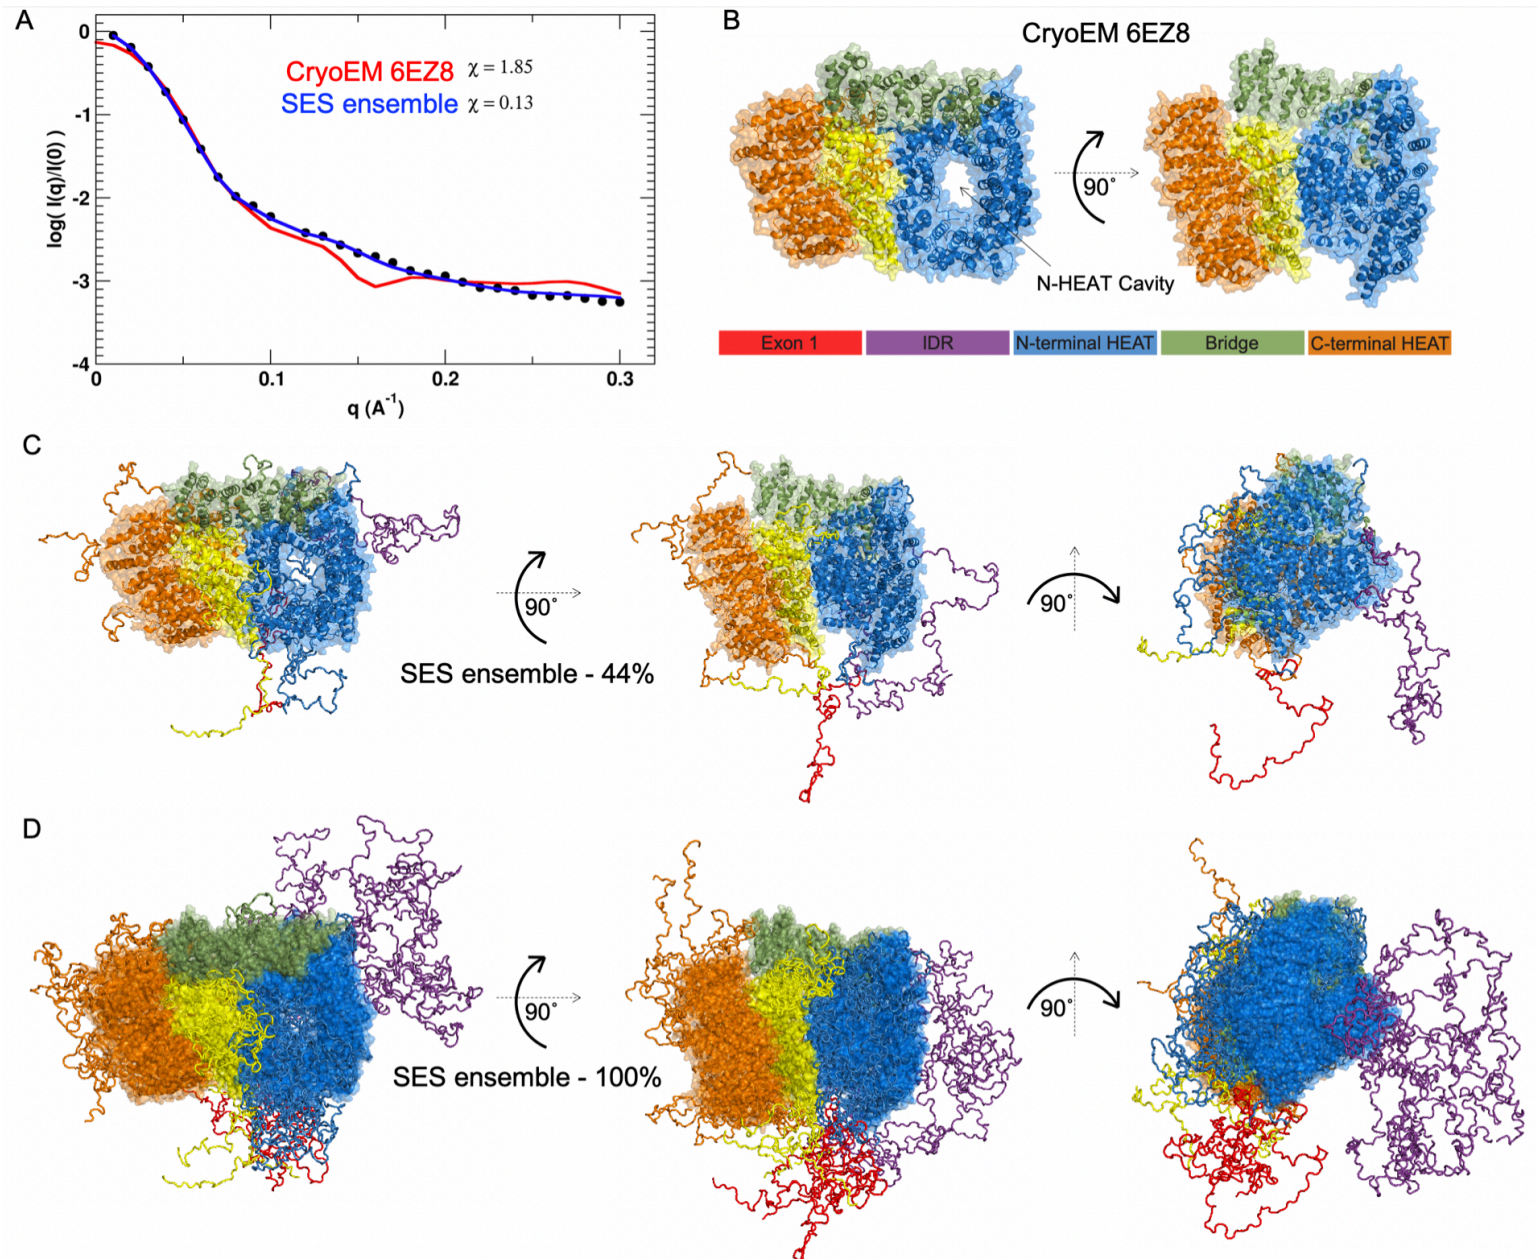 A
0
-1
-2
-3
-4
log( I(q)/I(0) )
0
0.1
0.2
0.3
q (A⁻¹)
CryoEM 6EZ8 χ = 1.85
SES ensemble χ = 0.13
B
CryoEM 6EZ8
90°
N-HEAT Cavity
Exon 1
IDR
N-terminal HEAT
Bridge
C-terminal HEAT
C
90°
SES ensemble - 44%
90°
D
90°
SES ensemble - 100%
90°